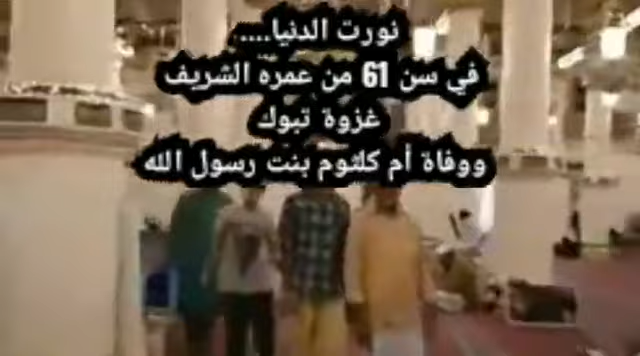 نورت الدنيا.....
في سن 61 من عمره الشريف
غزوة تبوك
ووفاة أم كلثوم بنت رسول الله